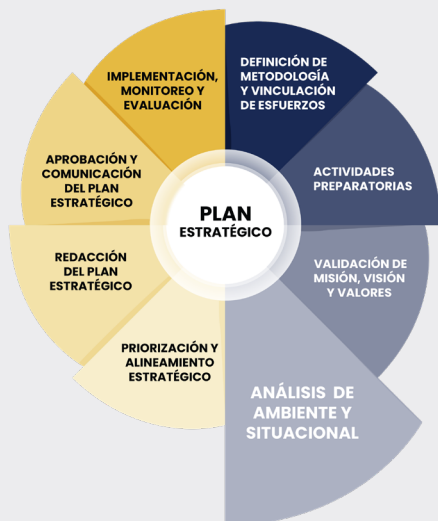 DEFINICIÓN DE
METODOLOGÍA
Y VINCULACIÓN
DE ESFUERZOS
ACTIVIDADES
PREPARATORIAS
VALIDACIÓN DE
MISIÓN, VISIÓN
Y VALORES
ANÁLISIS DE
AMBIENTE Y
SITUACIONAL
PRIORIZACIÓN Y
ALINEAMIENTO
ESTRATÉGICO
REDACCIÓN
DEL PLAN
ESTRATÉGICO
APROBACIÓN Y
COMUNICACIÓN
DEL PLAN
ESTRATÉGICO
IMPLEMENTACIÓN,
MONITOREO Y
EVALUACIÓN
PLAN
ESTRATÉGICO